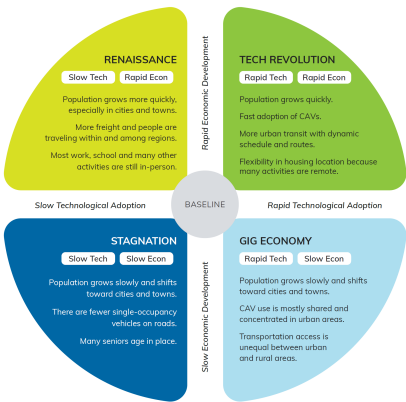 RENAISSANCE
Slow Tech
Rapid Econ
Population grows more quickly,
especially in cities and towns.
More freight and people are
traveling within and among regions.
Most work, school and many other
activities are still in-person.
Rapid Economic Development
TECH REVOLUTION
Rapid Tech
Rapid Econ
Population grows quickly.
Fast adoption of CAVs.
More urban transit with dynamic
schedule and routes.
Flexibility in housing location because
many activities are remote.
Slow Technological Adoption
BASELINE
Rapid Technological Adoption
STAGNATION
Slow Tech
Slow Econ
Population grows slowly and shifts
toward cities and towns.
There are fewer single-occupancy
vehicles on roads.
Many seniors age in place.
Slow Economic Development
GIG ECONOMY
Rapid Tech
Slow Econ
Population grows slowly and shifts
toward cities and towns.
CAV use is mostly shared and
concentrated in urban areas.
Transportation access is
unequal between urban
and rural areas.